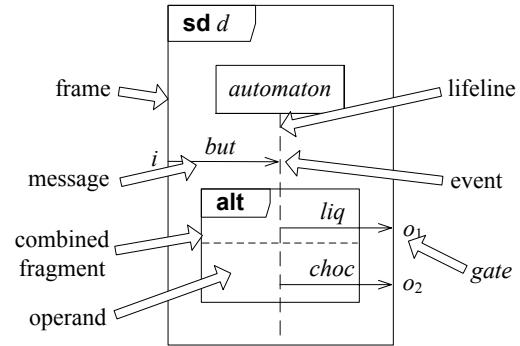 sd d
automaton
frame
lifeline
i
but
message
event
alt
liq
o1
combined
fragment
choc
o2
gate
operand